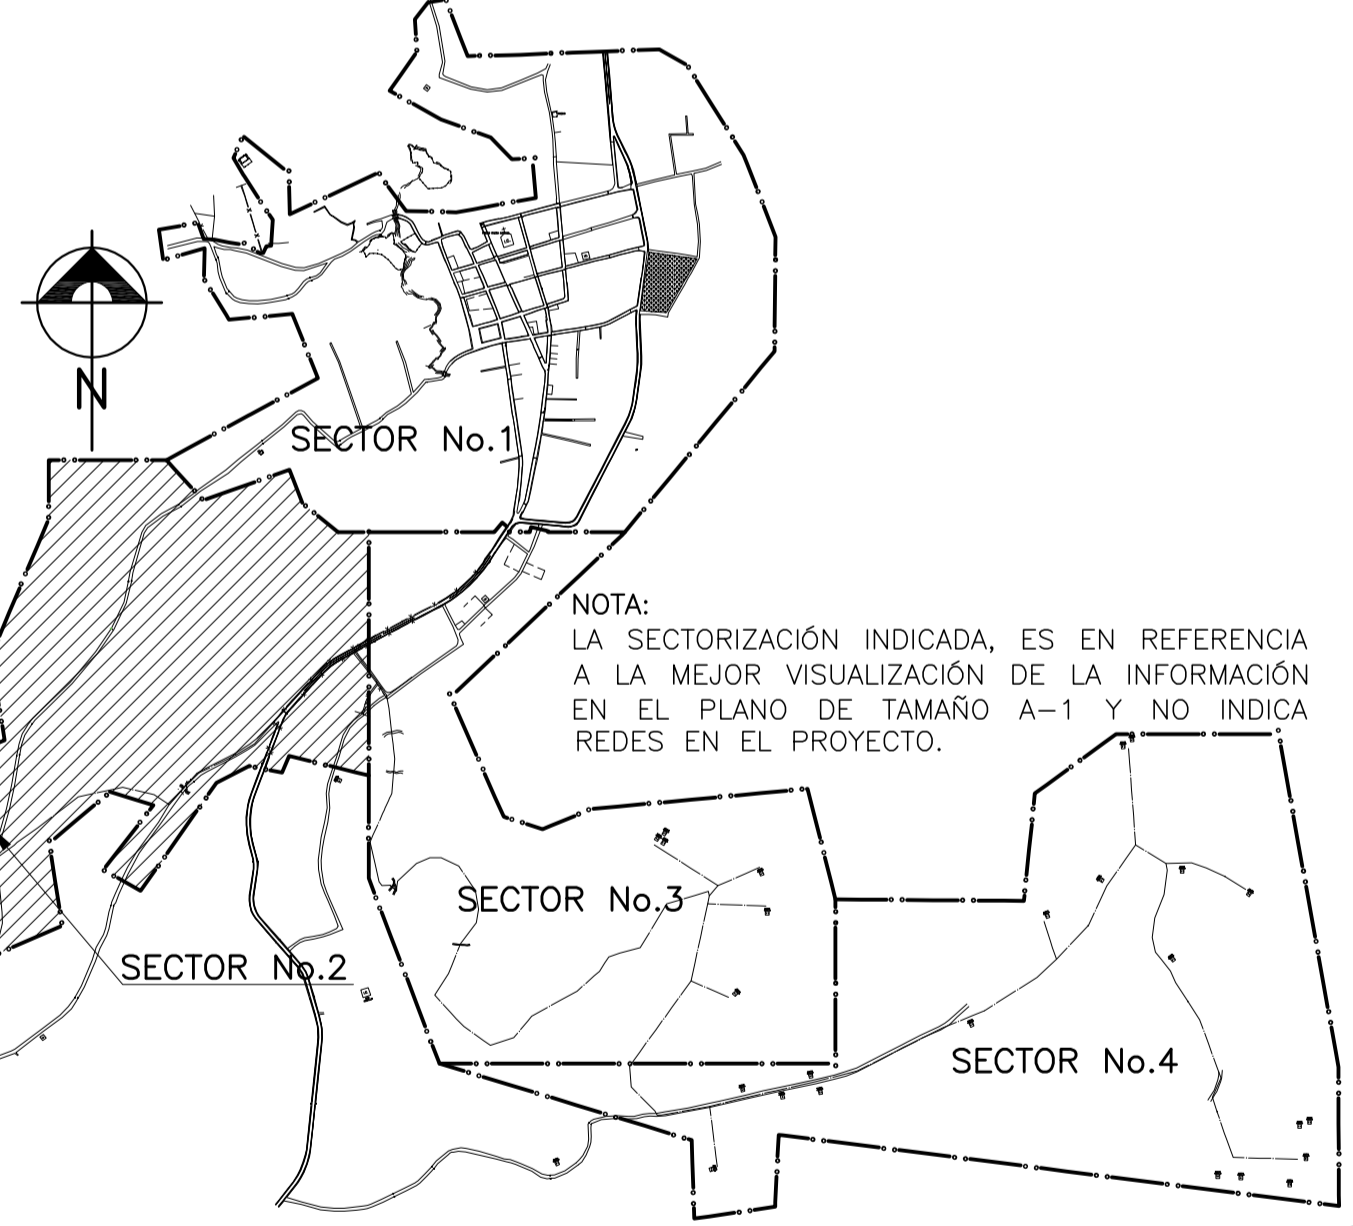 N
SECTOR No.1
NOTA:
LA SECTORIZACIÓN INDICADA, ES EN REFERENCIA
A LA MEJOR VISUALIZACIÓN DE LA INFORMACIÓN
EN EL PLANO DE TAMAÑO A-1 Y NO INDICA
REDES EN EL PROYECTO.
SECTOR No.3
SECTOR No.2
SECTOR No.4